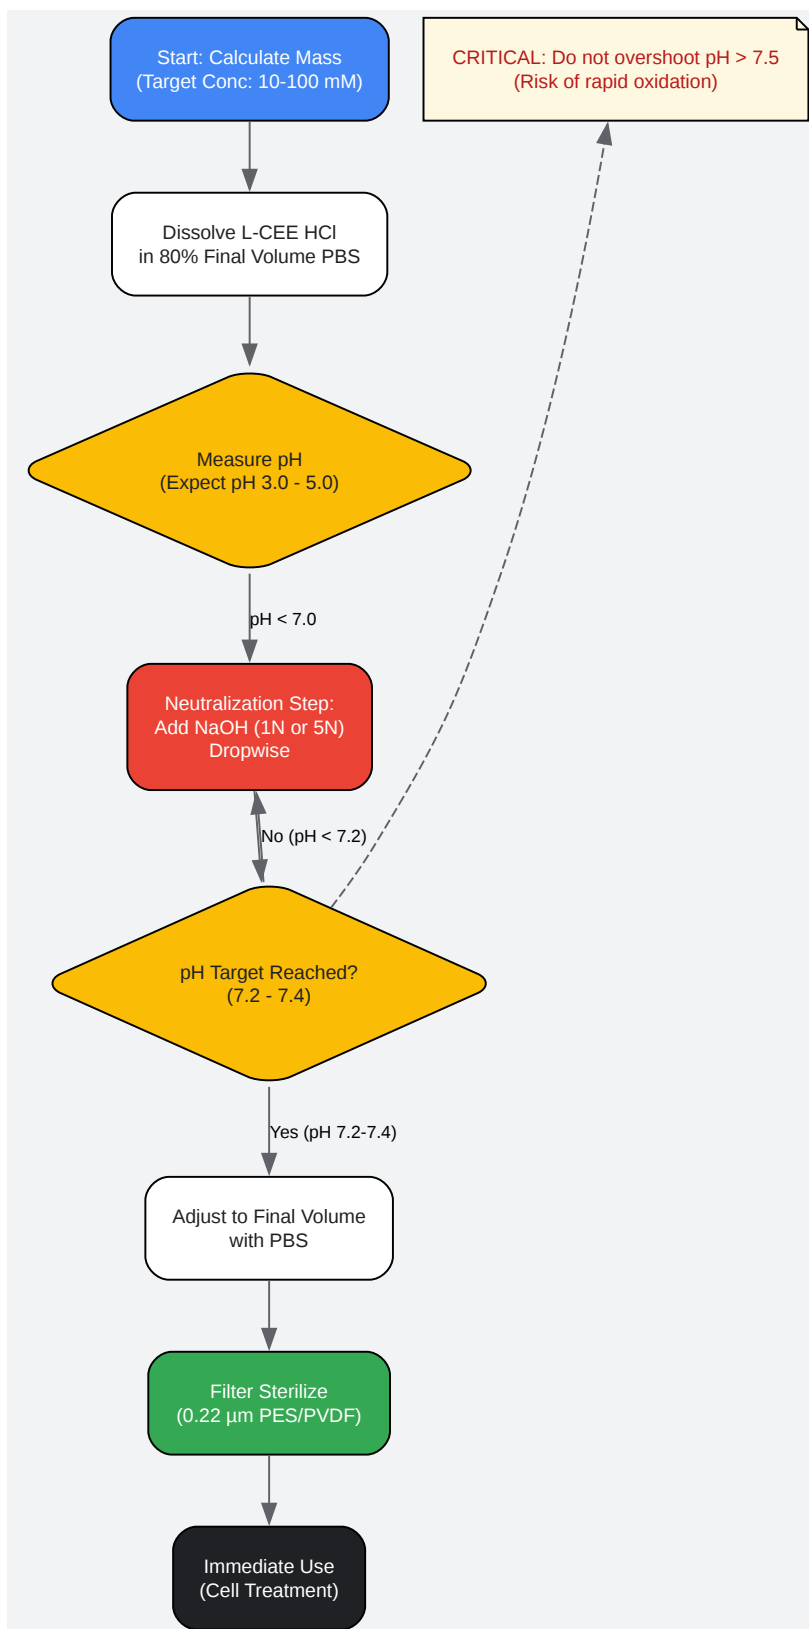 Start: Calculate Mass
(Target Conc: 10-100 mM)
CRITICAL: Do not overshoot pH > 7.5
(Risk of rapid oxidation)
Dissolve L-CEE HCl
in 80% Final Volume PBS
Measure pH
(Expect pH 3.0 - 5.0)
pH < 7.0
Neutralization Step:
Add NaOH (1N or 5N)
Dropwise
No (pH < 7.2)
pH Target Reached?
(7.2 - 7.4)
Yes (pH 7.2-7.4)
Adjust to Final Volume
with PBS
Filter Sterilize
(0.22 µm PES/PVDF)
Immediate Use
(Cell Treatment)